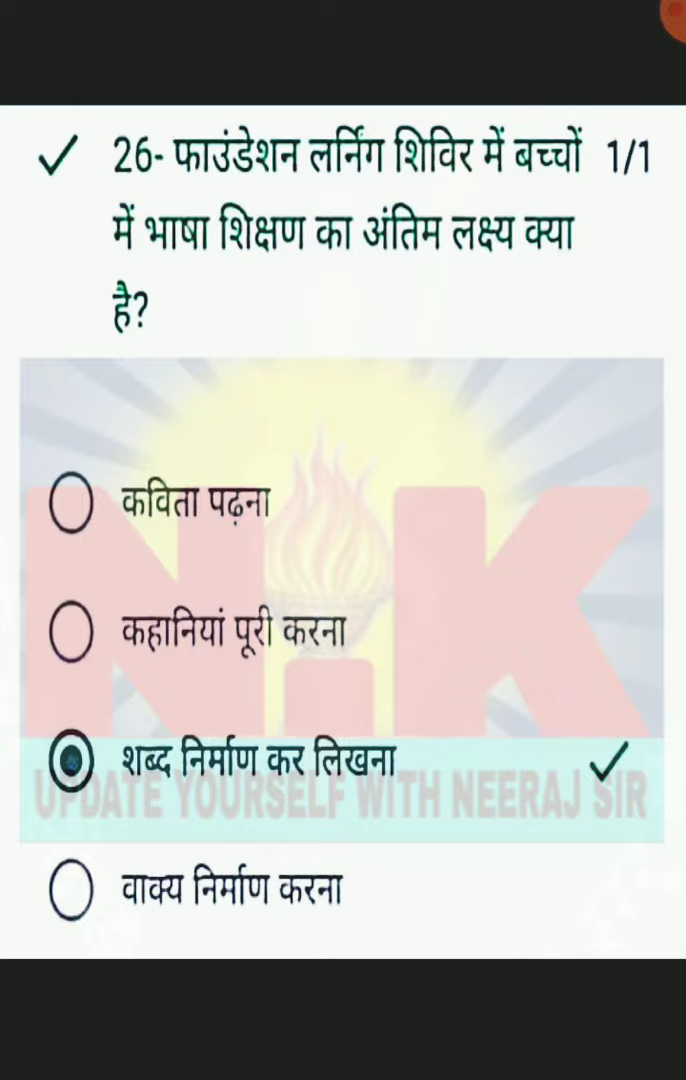 26- फाउंडेशन लर्निंग शिविर में बच्चों 1/1
में भाषा शिक्षण का अंतिम लक्ष्य क्या
है?
N.K
कविता पढ़ना
कहानियां पूरी करना
शब्द निर्माण कर लिखना
UPDATE YOURSELF WITH NEERAJ SIR
वाक्य निर्माण करना